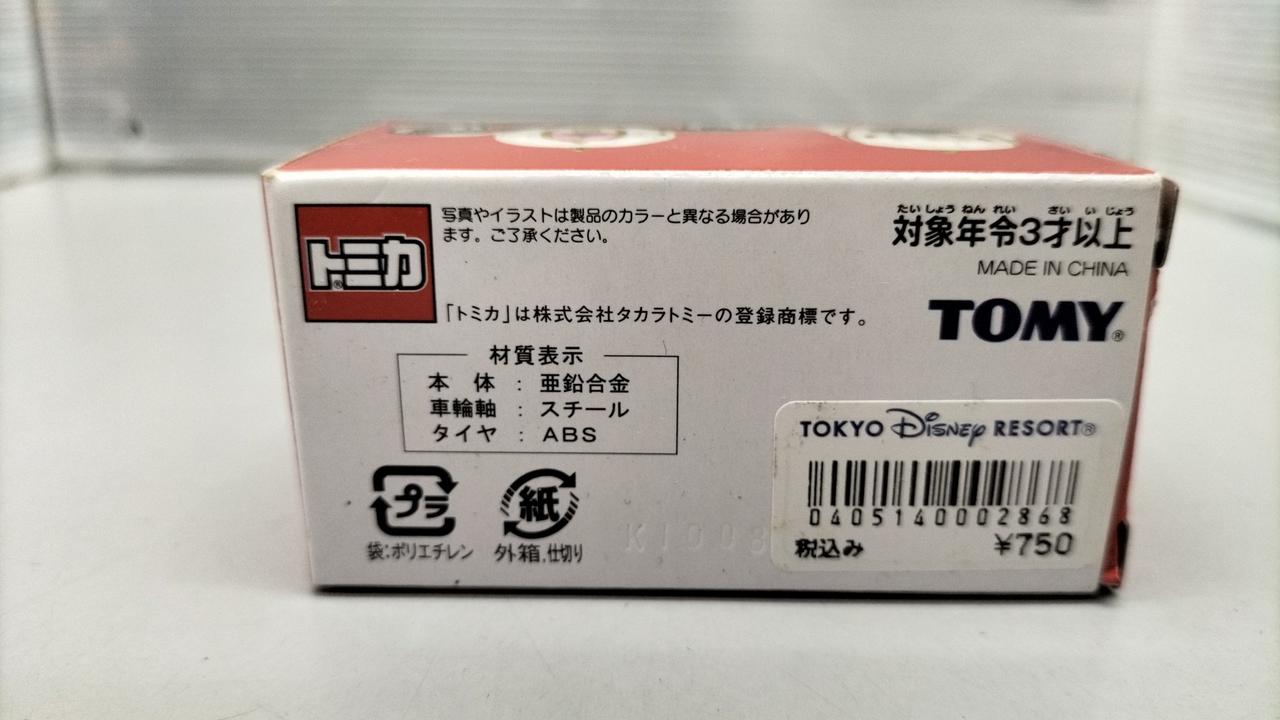 トミカ®
写真やイラストは製品のカラーと異なる場合があり
ます。ご了承ください。
「トミカ」は株式会社タカラトミーの登録商標です。
たいしょう ねん れい ざい い じょう
対象年令3才以上
MADE IN CHINA
TOMY®
材質表示
本 体 : 亜鉛合金
車輪軸 : スチール
タイヤ : ABS
プラ
袋:ポリエチレン
紙
外箱,仕切り
K1003
TOKYO Disney RESORT®
0405140002868
税込み ¥750